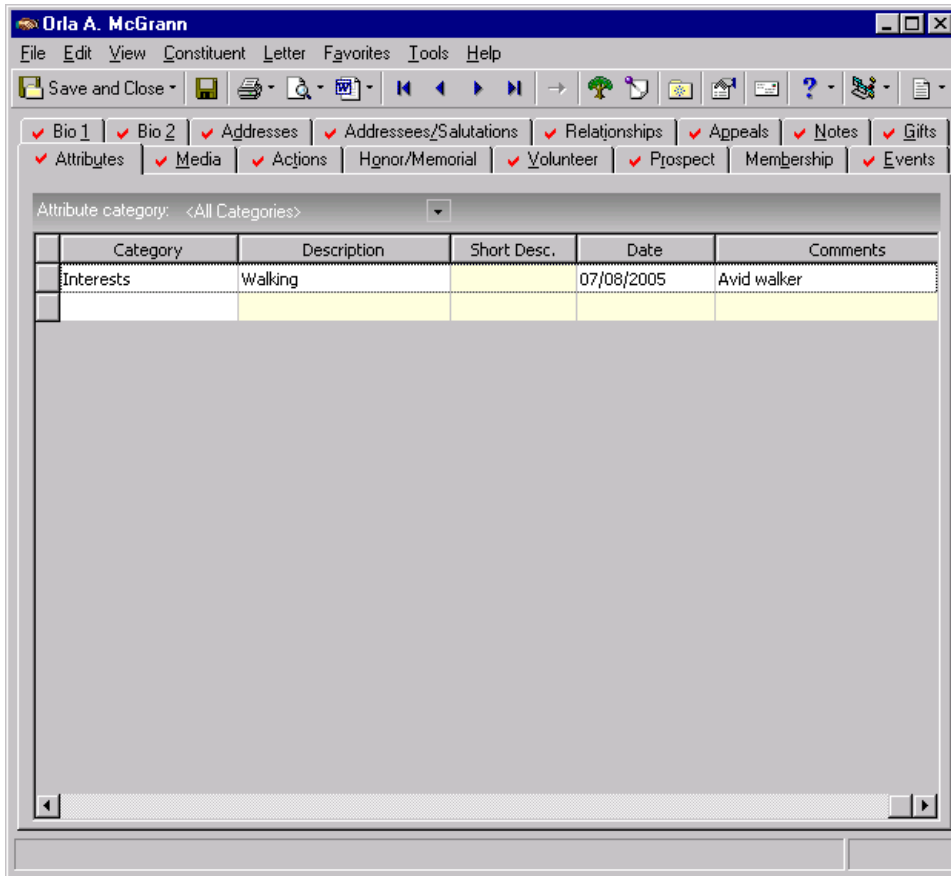 Orla A. McGrann
File Edit View Constituent Letter Favorites Tools Help
Save and Close
Bio 1 Bio 2 Addresses Addressees/Salutations Relationships Appeals Notes Gifts
Attributes Media Actions Honor/Memorial Volunteer Prospect Membership Events
Attribute category: <All Categories>
Category Description Short Desc. Date Comments
Interests Walking 07/08/2005 Avid walker